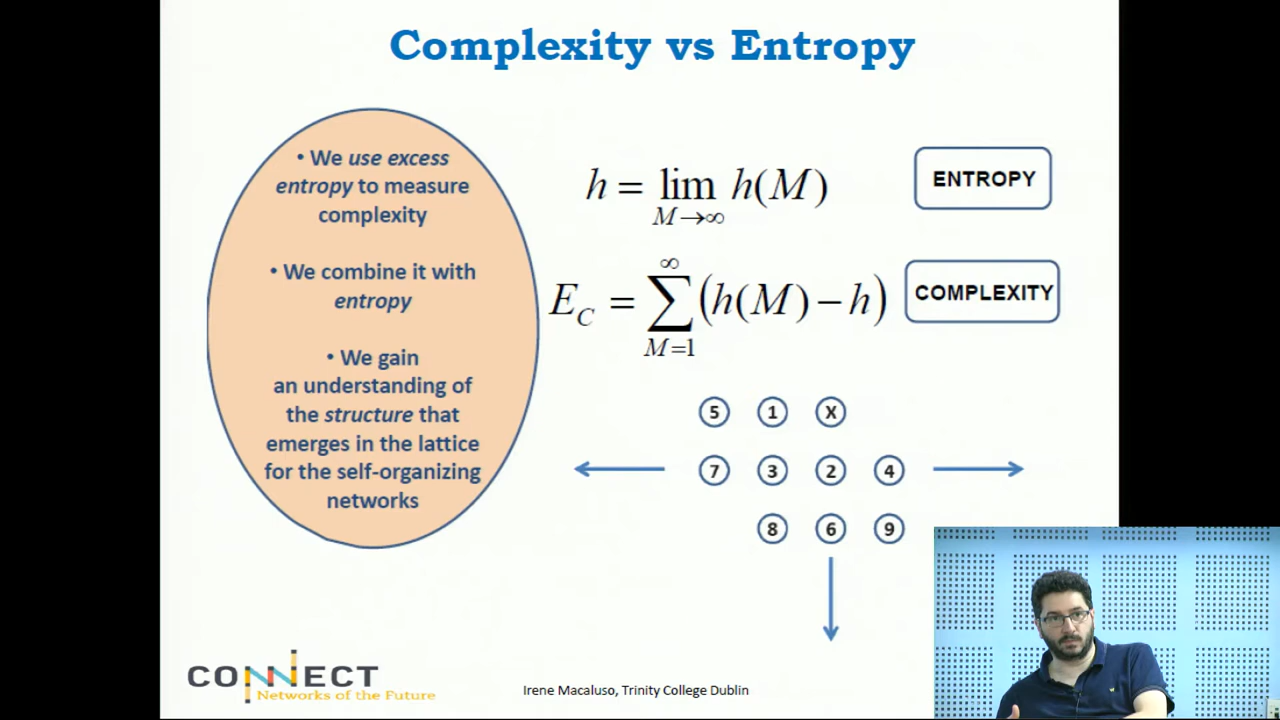 Complexity vs Entropy
• We use excess
entropy to measure
complexity
• We combine it with
entropy
• We gain
an understanding of
the structure that
emerges in the lattice
for the self-organizing
networks
h = lim h(M)
M→∞
ENTROPY
∞
E_C = ∑ (h(M) − h)
M=1
COMPLEXITY
5 1 X
7 3 2 4
8 6 9
CONNECT
Networks of the Future
Irene Macaluso, Trinity College Dublin